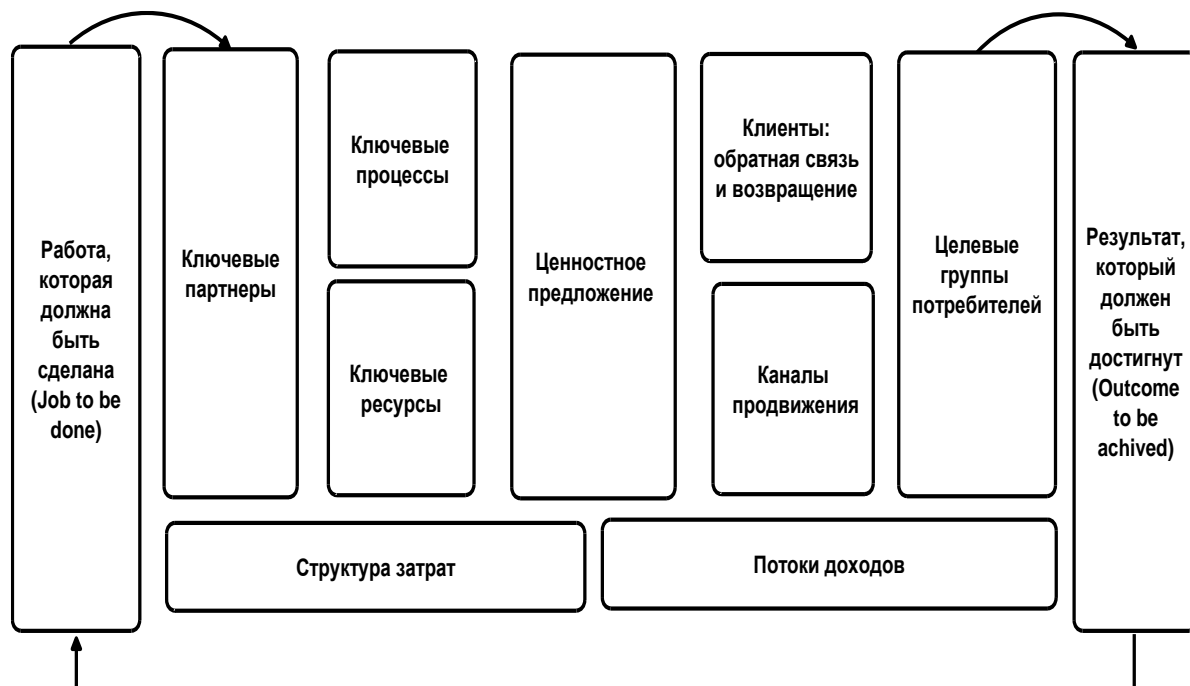 Работа,
которая
должна
быть
сделана
(Job to be
done)
Ключевые
партнеры
Ключевые
процессы
Ключевые
ресурсы
Ценностное
предложение
Клиенты:
обратная связь
и возвращение
Каналы
продвижения
Целевые
группы
потребителей
Результат,
который
должен
быть
достигнут
(Outcome
to be
achived)
Структура затрат
Потоки доходов